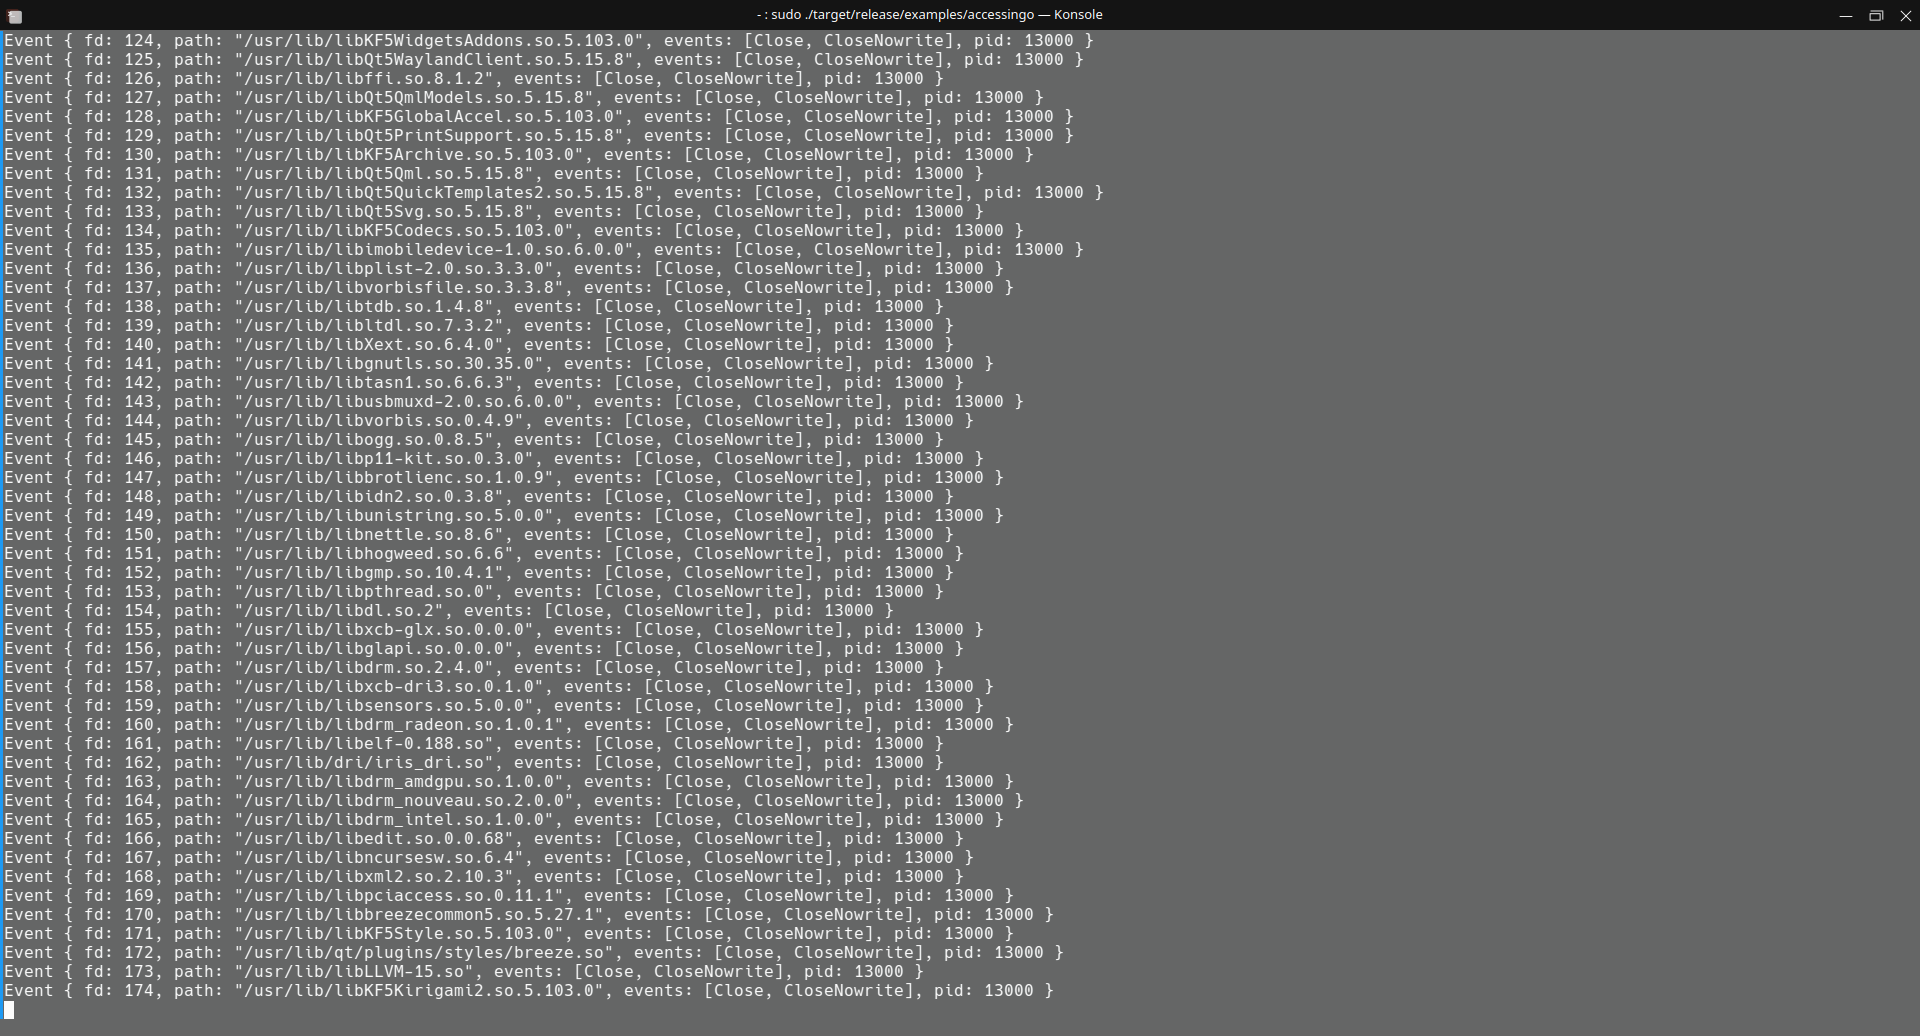 - : sudo ./target/release/examples/accessingo — Konsole
Event { fd: 124, path: "/usr/lib/libKF5WidgetsAddons.so.5.103.0", events: [Close, CloseNowrite], pid: 13000 }
Event { fd: 125, path: "/usr/lib/libQt5WaylandClient.so.5.15.8", events: [Close, CloseNowrite], pid: 13000 }
Event { fd: 126, path: "/usr/lib/libffi.so.8.1.2", events: [Close, CloseNowrite], pid: 13000 }
Event { fd: 127, path: "/usr/lib/libQt5QmlModels.so.5.15.8", events: [Close, CloseNowrite], pid: 13000 }
Event { fd: 128, path: "/usr/lib/libKF5GlobalAccel.so.5.103.0", events: [Close, CloseNowrite], pid: 13000 }
Event { fd: 129, path: "/usr/lib/libQt5PrintSupport.so.5.15.8", events: [Close, CloseNowrite], pid: 13000 }
Event { fd: 130, path: "/usr/lib/libKF5Archive.so.5.103.0", events: [Close, CloseNowrite], pid: 13000 }
Event { fd: 131, path: "/usr/lib/libQt5Qml.so.5.15.8", events: [Close, CloseNowrite], pid: 13000 }
Event { fd: 132, path: "/usr/lib/libQt5QuickTemplates2.so.5.15.8", events: [Close, CloseNowrite], pid: 13000 }
Event { fd: 133, path: "/usr/lib/libQt5Svg.so.5.15.8", events: [Close, CloseNowrite], pid: 13000 }
Event { fd: 134, path: "/usr/lib/libKF5Codecs.so.5.103.0", events: [Close, CloseNowrite], pid: 13000 }
Event { fd: 135, path: "/usr/lib/libimobiledevice-1.0.so.6.0.0", events: [Close, CloseNowrite], pid: 13000 }
Event { fd: 136, path: "/usr/lib/libplist-2.0.so.3.3.0", events: [Close, CloseNowrite], pid: 13000 }
Event { fd: 137, path: "/usr/lib/libvorbisfile.so.3.3.8", events: [Close, CloseNowrite], pid: 13000 }
Event { fd: 138, path: "/usr/lib/libtdb.so.1.4.8", events: [Close, CloseNowrite], pid: 13000 }
Event { fd: 139, path: "/usr/lib/libltdl.so.7.3.2", events: [Close, CloseNowrite], pid: 13000 }
Event { fd: 140, path: "/usr/lib/libXext.so.6.4.0", events: [Close, CloseNowrite], pid: 13000 }
Event { fd: 141, path: "/usr/lib/libgnutls.so.30.35.0", events: [Close, CloseNowrite], pid: 13000 }
Event { fd: 142, path: "/usr/lib/libtasn1.so.6.6.3", events: [Close, CloseNowrite], pid: 13000 }
Event { fd: 143, path: "/usr/lib/libusbmuxd-2.0.so.6.0.0", events: [Close, CloseNowrite], pid: 13000 }
Event { fd: 144, path: "/usr/lib/libvorbis.so.0.4.9", events: [Close, CloseNowrite], pid: 13000 }
Event { fd: 145, path: "/usr/lib/libogg.so.0.8.5", events: [Close, CloseNowrite], pid: 13000 }
Event { fd: 146, path: "/usr/lib/libp11-kit.so.0.3.0", events: [Close, CloseNowrite], pid: 13000 }
Event { fd: 147, path: "/usr/lib/libbrotlienc.so.1.0.9", events: [Close, CloseNowrite], pid: 13000 }
Event { fd: 148, path: "/usr/lib/libidn2.so.0.3.8", events: [Close, CloseNowrite], pid: 13000 }
Event { fd: 149, path: "/usr/lib/libunistring.so.5.0.0", events: [Close, CloseNowrite], pid: 13000 }
Event { fd: 150, path: "/usr/lib/libnettle.so.8.6", events: [Close, CloseNowrite], pid: 13000 }
Event { fd: 151, path: "/usr/lib/libhogweed.so.6.6", events: [Close, CloseNowrite], pid: 13000 }
Event { fd: 152, path: "/usr/lib/libgmp.so.10.4.1", events: [Close, CloseNowrite], pid: 13000 }
Event { fd: 153, path: "/usr/lib/libpthread.so.0", events: [Close, CloseNowrite], pid: 13000 }
Event { fd: 154, path: "/usr/lib/libdl.so.2", events: [Close, CloseNowrite], pid: 13000 }
Event { fd: 155, path: "/usr/lib/libxcb-glx.so.0.0.0", events: [Close, CloseNowrite], pid: 13000 }
Event { fd: 156, path: "/usr/lib/libglapi.so.0.0.0", events: [Close, CloseNowrite], pid: 13000 }
Event { fd: 157, path: "/usr/lib/libdrm.so.2.4.0", events: [Close, CloseNowrite], pid: 13000 }
Event { fd: 158, path: "/usr/lib/libxcb-dri3.so.0.1.0", events: [Close, CloseNowrite], pid: 13000 }
Event { fd: 159, path: "/usr/lib/libsensors.so.5.0.0", events: [Close, CloseNowrite], pid: 13000 }
Event { fd: 160, path: "/usr/lib/libdrm_radeon.so.1.0.1", events: [Close, CloseNowrite], pid: 13000 }
Event { fd: 161, path: "/usr/lib/libelf-0.188.so", events: [Close, CloseNowrite], pid: 13000 }
Event { fd: 162, path: "/usr/lib/dri/iris_dri.so", events: [Close, CloseNowrite], pid: 13000 }
Event { fd: 163, path: "/usr/lib/libdrm_amdgpu.so.1.0.0", events: [Close, CloseNowrite], pid: 13000 }
Event { fd: 164, path: "/usr/lib/libdrm_nouveau.so.2.0.0", events: [Close, CloseNowrite], pid: 13000 }
Event { fd: 165, path: "/usr/lib/libdrm_intel.so.1.0.0", events: [Close, CloseNowrite], pid: 13000 }
Event { fd: 166, path: "/usr/lib/libedit.so.0.0.68", events: [Close, CloseNowrite], pid: 13000 }
Event { fd: 167, path: "/usr/lib/libncursesw.so.6.4", events: [Close, CloseNowrite], pid: 13000 }
Event { fd: 168, path: "/usr/lib/libxml2.so.2.10.3", events: [Close, CloseNowrite], pid: 13000 }
Event { fd: 169, path: "/usr/lib/libpciaccess.so.0.11.1", events: [Close, CloseNowrite], pid: 13000 }
Event { fd: 170, path: "/usr/lib/libbreezecommon5.so.5.27.1", events: [Close, CloseNowrite], pid: 13000 }
Event { fd: 171, path: "/usr/lib/libKF5Style.so.5.103.0", events: [Close, CloseNowrite], pid: 13000 }
Event { fd: 172, path: "/usr/lib/qt/plugins/styles/breeze.so", events: [Close, CloseNowrite], pid: 13000 }
Event { fd: 173, path: "/usr/lib/libLLVM-15.so", events: [Close, CloseNowrite], pid: 13000 }
Event { fd: 174, path: "/usr/lib/libKF5Kirigami2.so.5.103.0", events: [Close, CloseNowrite], pid: 13000 }